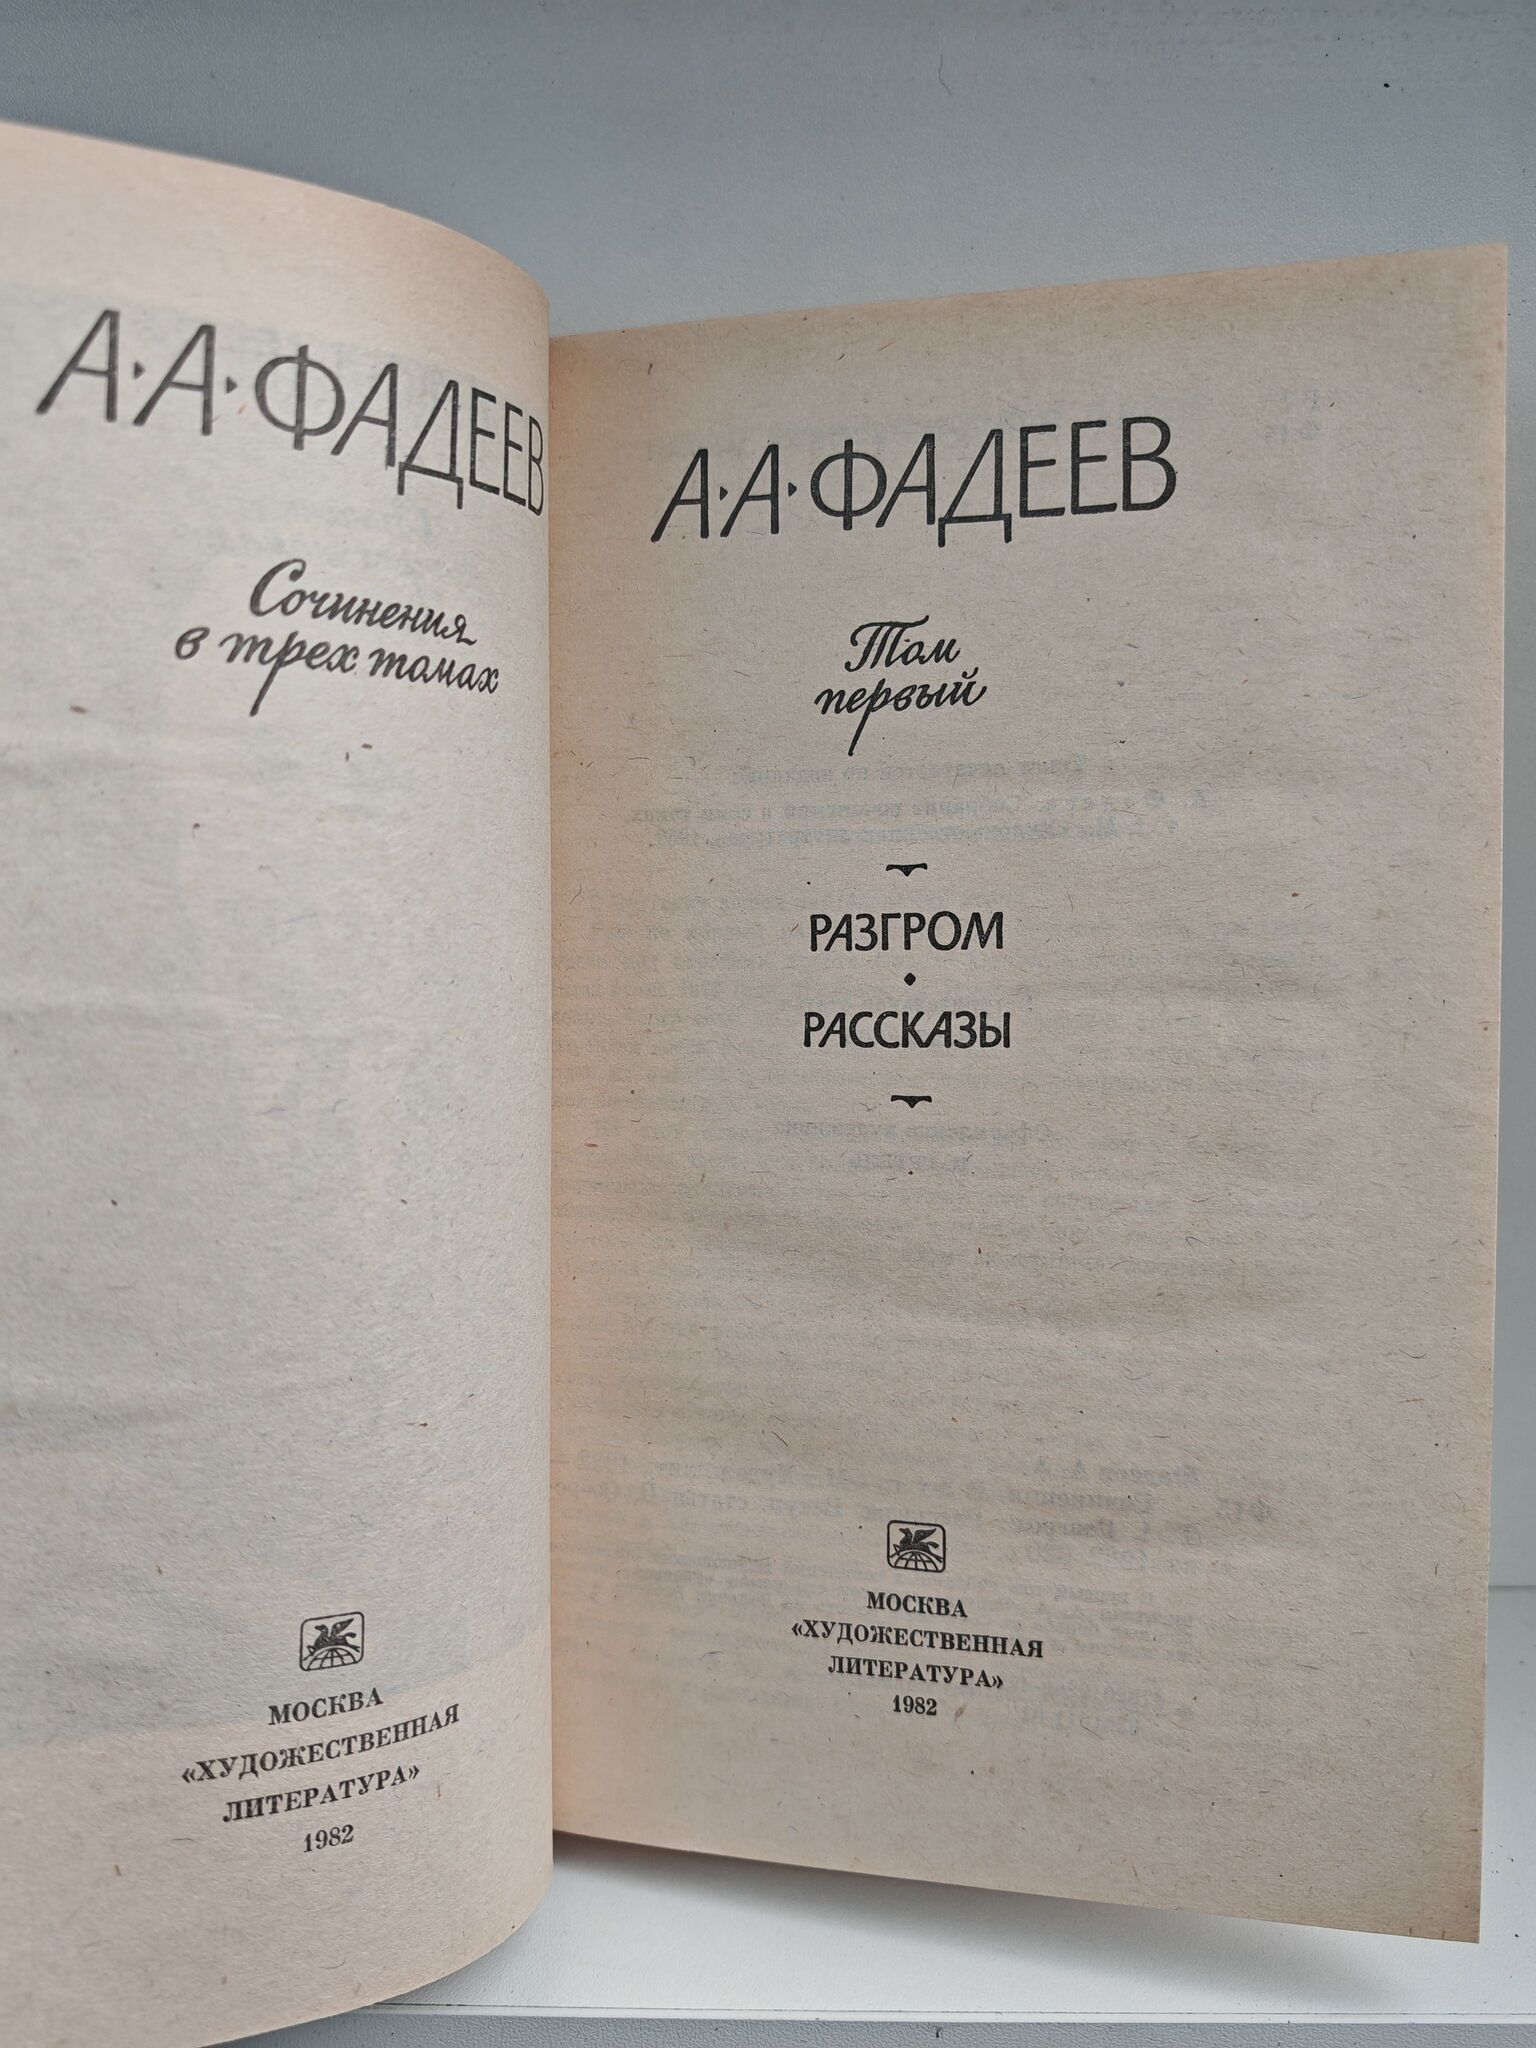 А·А·ФАДЕЕВ
Сочинения
в трех томах
МОСКВА
«ХУДОЖЕСТВЕННАЯ
ЛИТЕРАТУРА»
1982
А·А·ФАДЕЕВ
Том
первый
РАЗГРОМ
•
РАССКАЗЫ
МОСКВА
«ХУДОЖЕСТВЕННАЯ
ЛИТЕРАТУРА»
1982